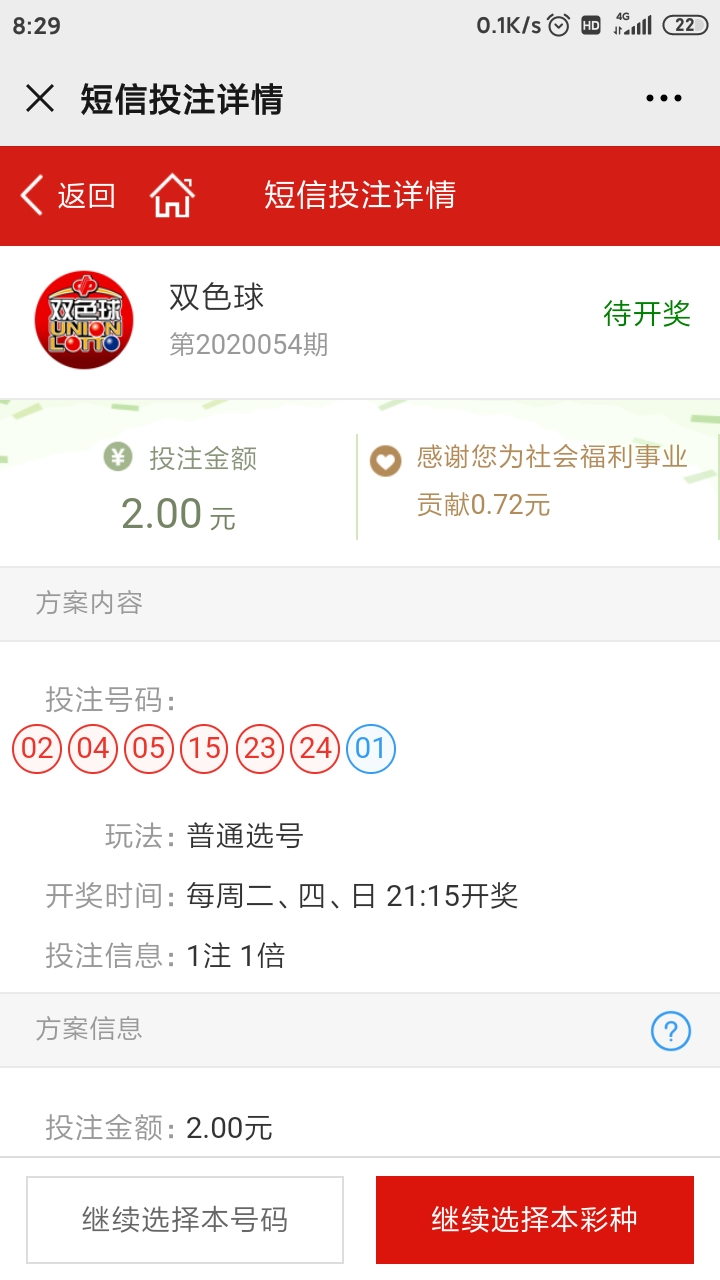 8:29 0.1K/s HD 4G 22
短信投注详情
返回 短信投注详情
双色球 UNION LOTTO
双色球
第2020054期
待开奖
¥ 投注金额
2.00 元
感谢您为社会福利事业
贡献0.72元
方案内容
投注号码:
02 04 05 15 23 24 01
玩法: 普通选号
开奖时间: 每周二、四、日 21:15开奖
投注信息: 1注 1倍
方案信息 ?
投注金额: 2.00元
继续选择本号码 继续选择本彩种